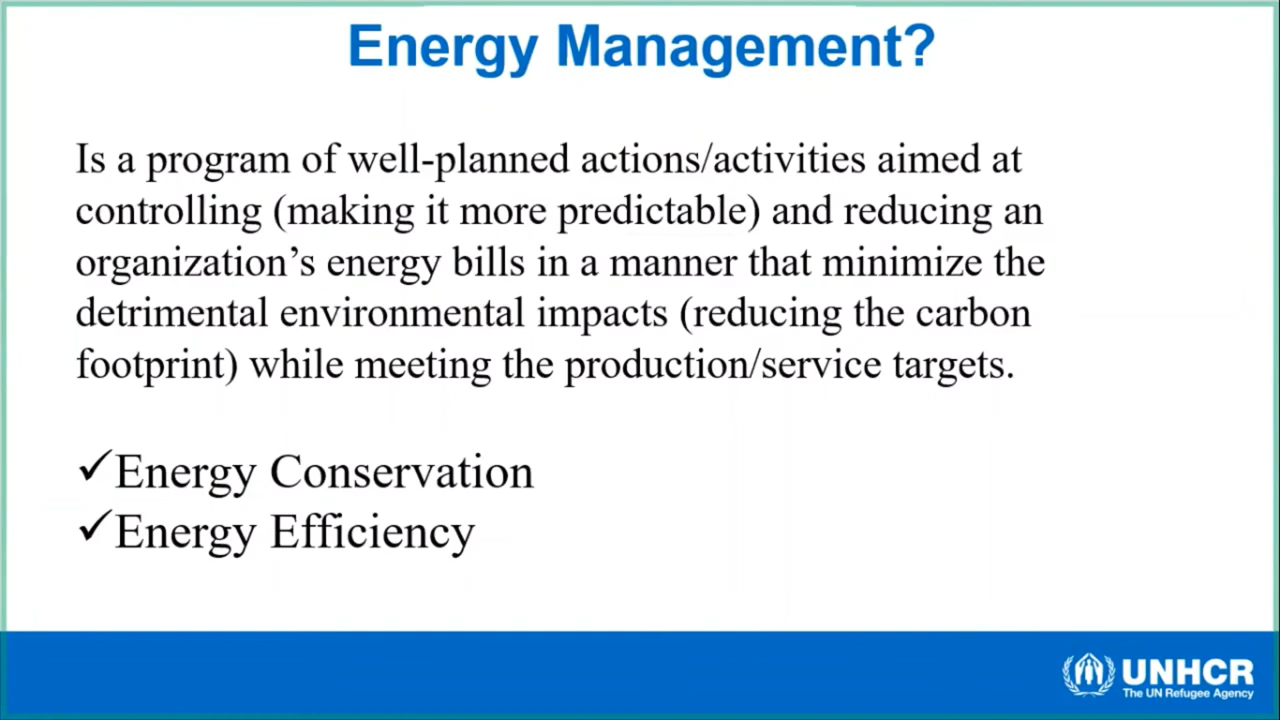 Energy Management?
Is a program of well-planned actions/activities aimed at
controlling (making it more predictable) and reducing an
organization’s energy bills in a manner that minimize the
detrimental environmental impacts (reducing the carbon
footprint) while meeting the production/service targets.
✓Energy Conservation
✓Energy Efficiency
UNHCR
The UN Refugee Agency